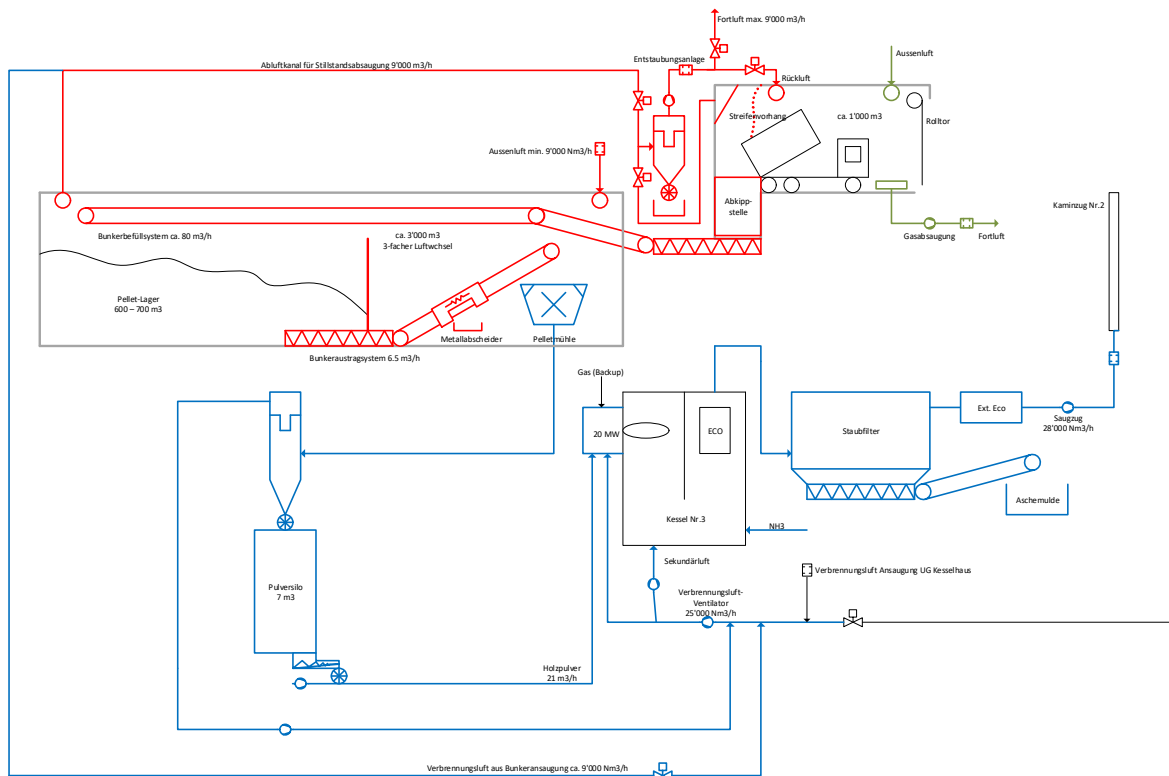 Fortluft max. 9'000 m3/h
Aussenluft
Abluftkanal für Stillstandsabsaugung 9'000 m3/h
Entstaubungsanlage
Rückluft
Streifenvorhang
ca. 1'000 m3
Rolltor
Aussenluft min. 9'000 Nm3/h
Abkipp-
stelle
Kaminzug Nr.2
Bunkerbefüllsystem ca. 80 m3/h
ca. 3'000 m3
3-facher Luftwchsel
Gasabsaugung
Fortluft
Pellet-Lager
600 – 700 m3
Metallabscheider
Pelletmühle
Bunkeraustragsystem 6.5 m3/h
Gas (Backup)
20 MW
ECO
Staubfilter
Ext. Eco
Saugzug
28'000 Nm3/h
Aschemulde
Kessel Nr.3
NH3
Sekundärluft
Verbrennungsluft Ansaugung UG Kesselhaus
Pulversilo
7 m3
Verbrennungsluft-
Ventilator
25'000 Nm3/h
Holzpulver
21 m3/h
Verbrennungsluft aus Bunkeransaugung ca. 9'000 Nm3/h